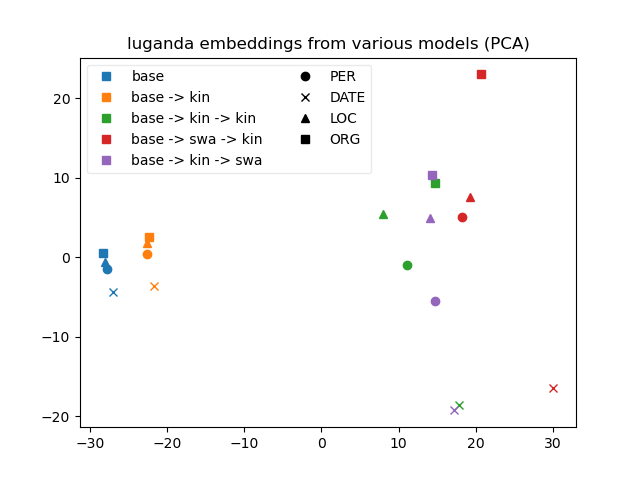 luganda embeddings from various models (PCA)
base
base -> kin
base -> kin -> kin
base -> swa -> kin
base -> kin -> swa
PER
DATE
LOC
ORG
20
10
0
−10
−20
−30
−20
−10
0
10
20
30